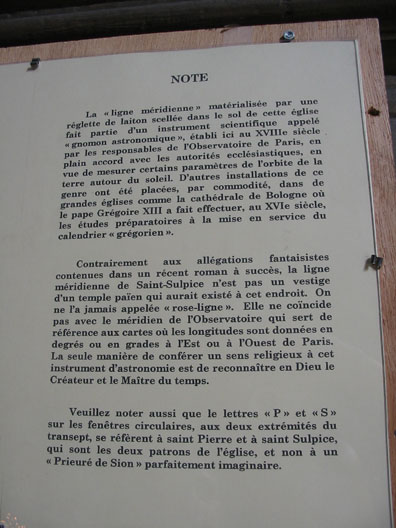 NOTE
La « ligne méridienne » matérialisée par une
réglette de laiton scellée dans le sol de cette église
fait partie d'un instrument scientifique appelé
« gnomon astronomique », établi ici au XVIIIe siècle
par les responsables de l'Observatoire de Paris, en
plain accord avec les autorités ecclésiastiques, en
vue de mesurer certains paramètres de l'orbite de la
terre autour du soleil. D'autres installations de ce
genre ont été placées, par commodité, dans de
grandes églises comme la cathédrale de Bologne où
le pape Grégoire XIII a fait effectuer, au XVIe siècle,
les études préparatoires à la mise en service du
calendrier « grégorien ».
Contrairement aux allégations fantaisistes
contenues dans un récent roman à succès, la ligne
méridienne de Saint-Sulpice n'est pas un vestige
d'un temple païen qui aurait existé à cet endroit. On
ne l'a jamais appelée « rose-ligne ». Elle ne coïncide
pas avec le méridien de l'Observatoire qui sert de
référence aux cartes où les longitudes sont données en
degrés ou en grades à l'Est ou à l'Ouest de Paris.
La seule manière de conférer un sens religieux à cet
instrument d'astronomie est de reconnaître en Dieu le
Créateur et le Maître du temps.
Veuillez noter aussi que le lettres « P » et « S »
sur les fenêtres circulaires, aux deux extrémités du
transept, se réfèrent à saint Pierre et à saint Sulpice,
qui sont les deux patrons de l'église, et non à un
« Prieuré de Sion » parfaitement imaginaire.